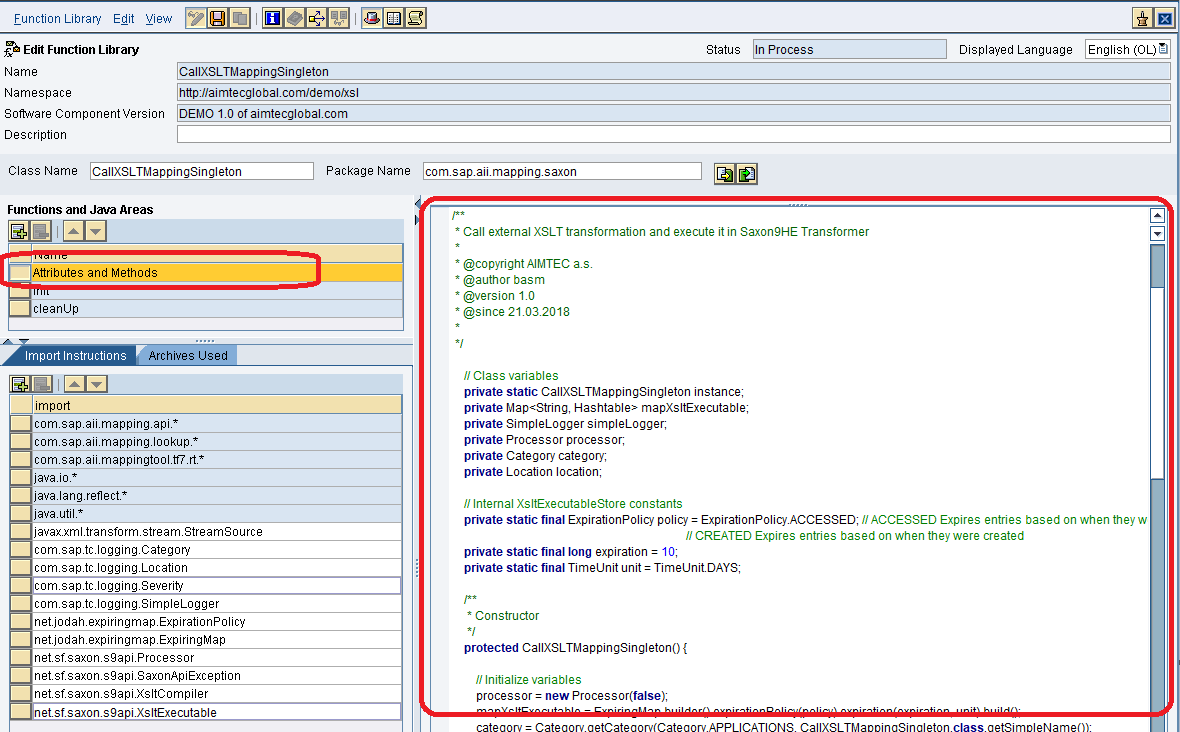 Function Library Edit View
Edit Function Library
Status In Process Displayed Language English (OL)
Name CallXSLTMappingSingleton
Namespace http://aimtecglobal.com/demo/xsl
Software Component Version DEMO 1.0 of aimtecglobal.com
Description
Class Name CallXSLTMappingSingleton Package Name com.sap.aii.mapping.saxon
Functions and Java Areas
Name
Attributes and Methods
init
cleanUp
Import Instructions Archives Used
import
com.sap.aii.mapping.api.*
com.sap.aii.mapping.lookup.*
com.sap.aii.mappingtool.tf7.rt.*
java.io.*
java.lang.reflect.*
java.util.*
javax.xml.transform.stream.StreamSource
com.sap.tc.logging.Category
com.sap.tc.logging.Location
com.sap.tc.logging.Severity
com.sap.tc.logging.SimpleLogger
net.jodah.expiringmap.ExpirationPolicy
net.jodah.expiringmap.ExpiringMap
net.sf.saxon.s9api.Processor
net.sf.saxon.s9api.SaxonApiException
net.sf.saxon.s9api.XsltCompiler
net.sf.saxon.s9api.XsltExecutable
/**
* Call external XSLT transformation and execute it in Saxon9HE Transformer
*
* @copyright AIMTEC a.s.
* @author basm
* @version 1.0
* @since 21.03.2018
*
*/
// Class variables
private static CallXSLTMappingSingleton instance;
private Map<String, Hashtable> mapXsltExecutable;
private SimpleLogger simpleLogger;
private Processor processor;
private Category category;
private Location location;
// Internal XsltExecutableStore constants
private static final ExpirationPolicy policy = ExpirationPolicy.ACCESSED; // ACCESSED Expires entries based on when they w
// CREATED Expires entries based on when they were created
private static final long expiration = 10;
private static final TimeUnit unit = TimeUnit.DAYS;
/**
* Constructor
*/
protected CallXSLTMappingSingleton() {
// Initialize variables
processor = new Processor(false);
mapXsltExecutable = ExpiringMap.builder().expirationPolicy(policy).expiration(expiration, unit).build();
category = Category.getCategory(Category.APPLICATIONS, CallXSLTMappingSingleton.class.getSimpleName());